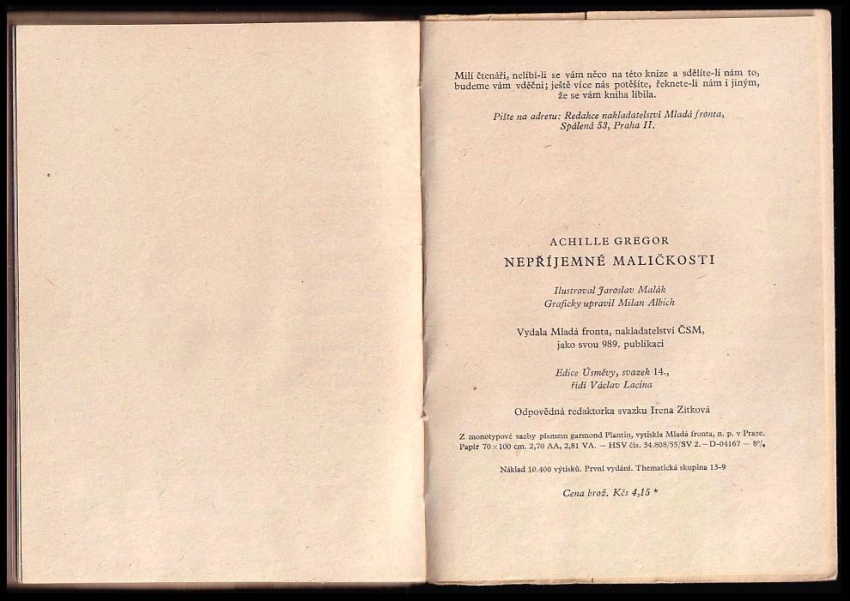 Milí čtenáři, nelíbí-li se vám něco na této knize a sdělíte-li nám to,
budeme vám vděčni; ještě více nás potěšíte, řeknete-li nám i jiným,
že se vám kniha líbila.
Pište na adresu: Redakce nakladatelství Mladá fronta,
Spálená 53, Praha II.
ACHILLE GREGOR
NEPŘÍJEMNÉ MALIČKOSTI
Ilustroval Jaroslav Malák
Graficky upravil Milan Albich
Vydala Mladá fronta, nakladatelství ČSM,
jako svou 989. publikaci
Edice Úsměvy, svazek 14.,
řídí Václav Lacina
Odpovědná redaktorka svazku Irena Zítková
Z monotypové sazby písmem garmond Plantin, vytiskla Mladá fronta, n. p. v Praze.
Papír 70 × 100 cm. 2,70 AA, 2,81 VA. — HSV čís. 34.808/55/SV 2. — D-04167 — 8%
Náklad 10.400 výtisků. První vydání. Thematická skupina 13-9
Cena brož. Kčs 4,15 *